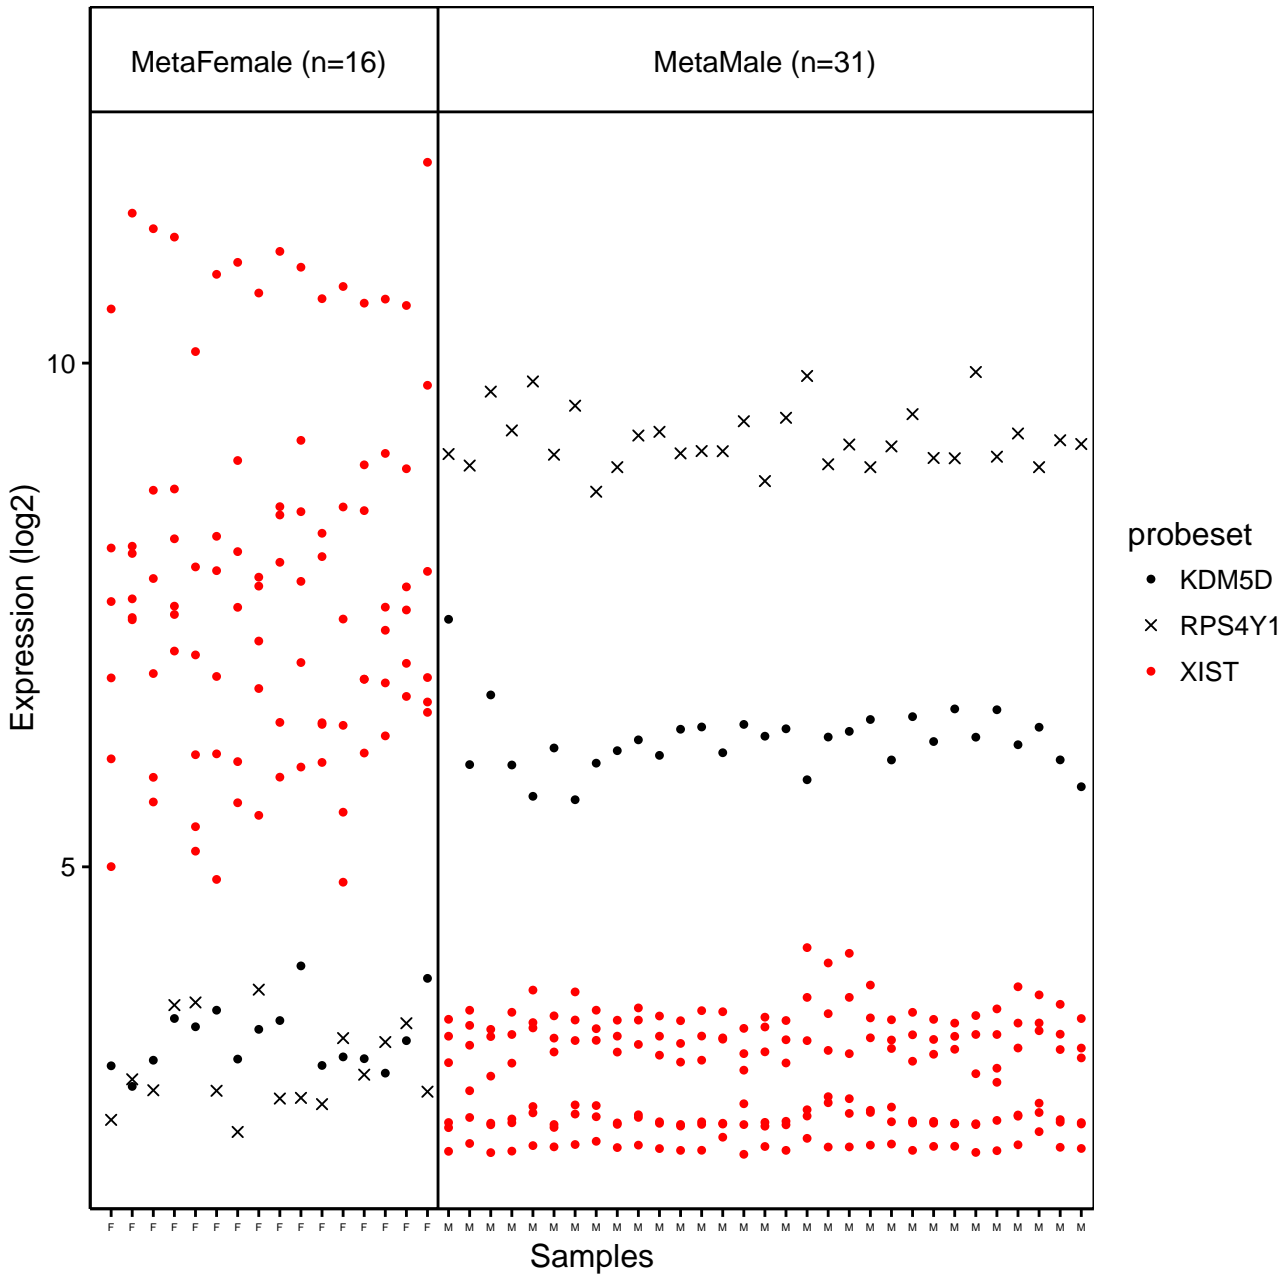 MetaFemale (n=16)
MetaMale (n=31)
Expression (log2)
10
5
F F F F F F F F F F F F F F F F M M M M M M M M M M M M M M M M M M M M M M M M M M M M M M M
Samples
probeset
KDM5D
RPS4Y1
XIST